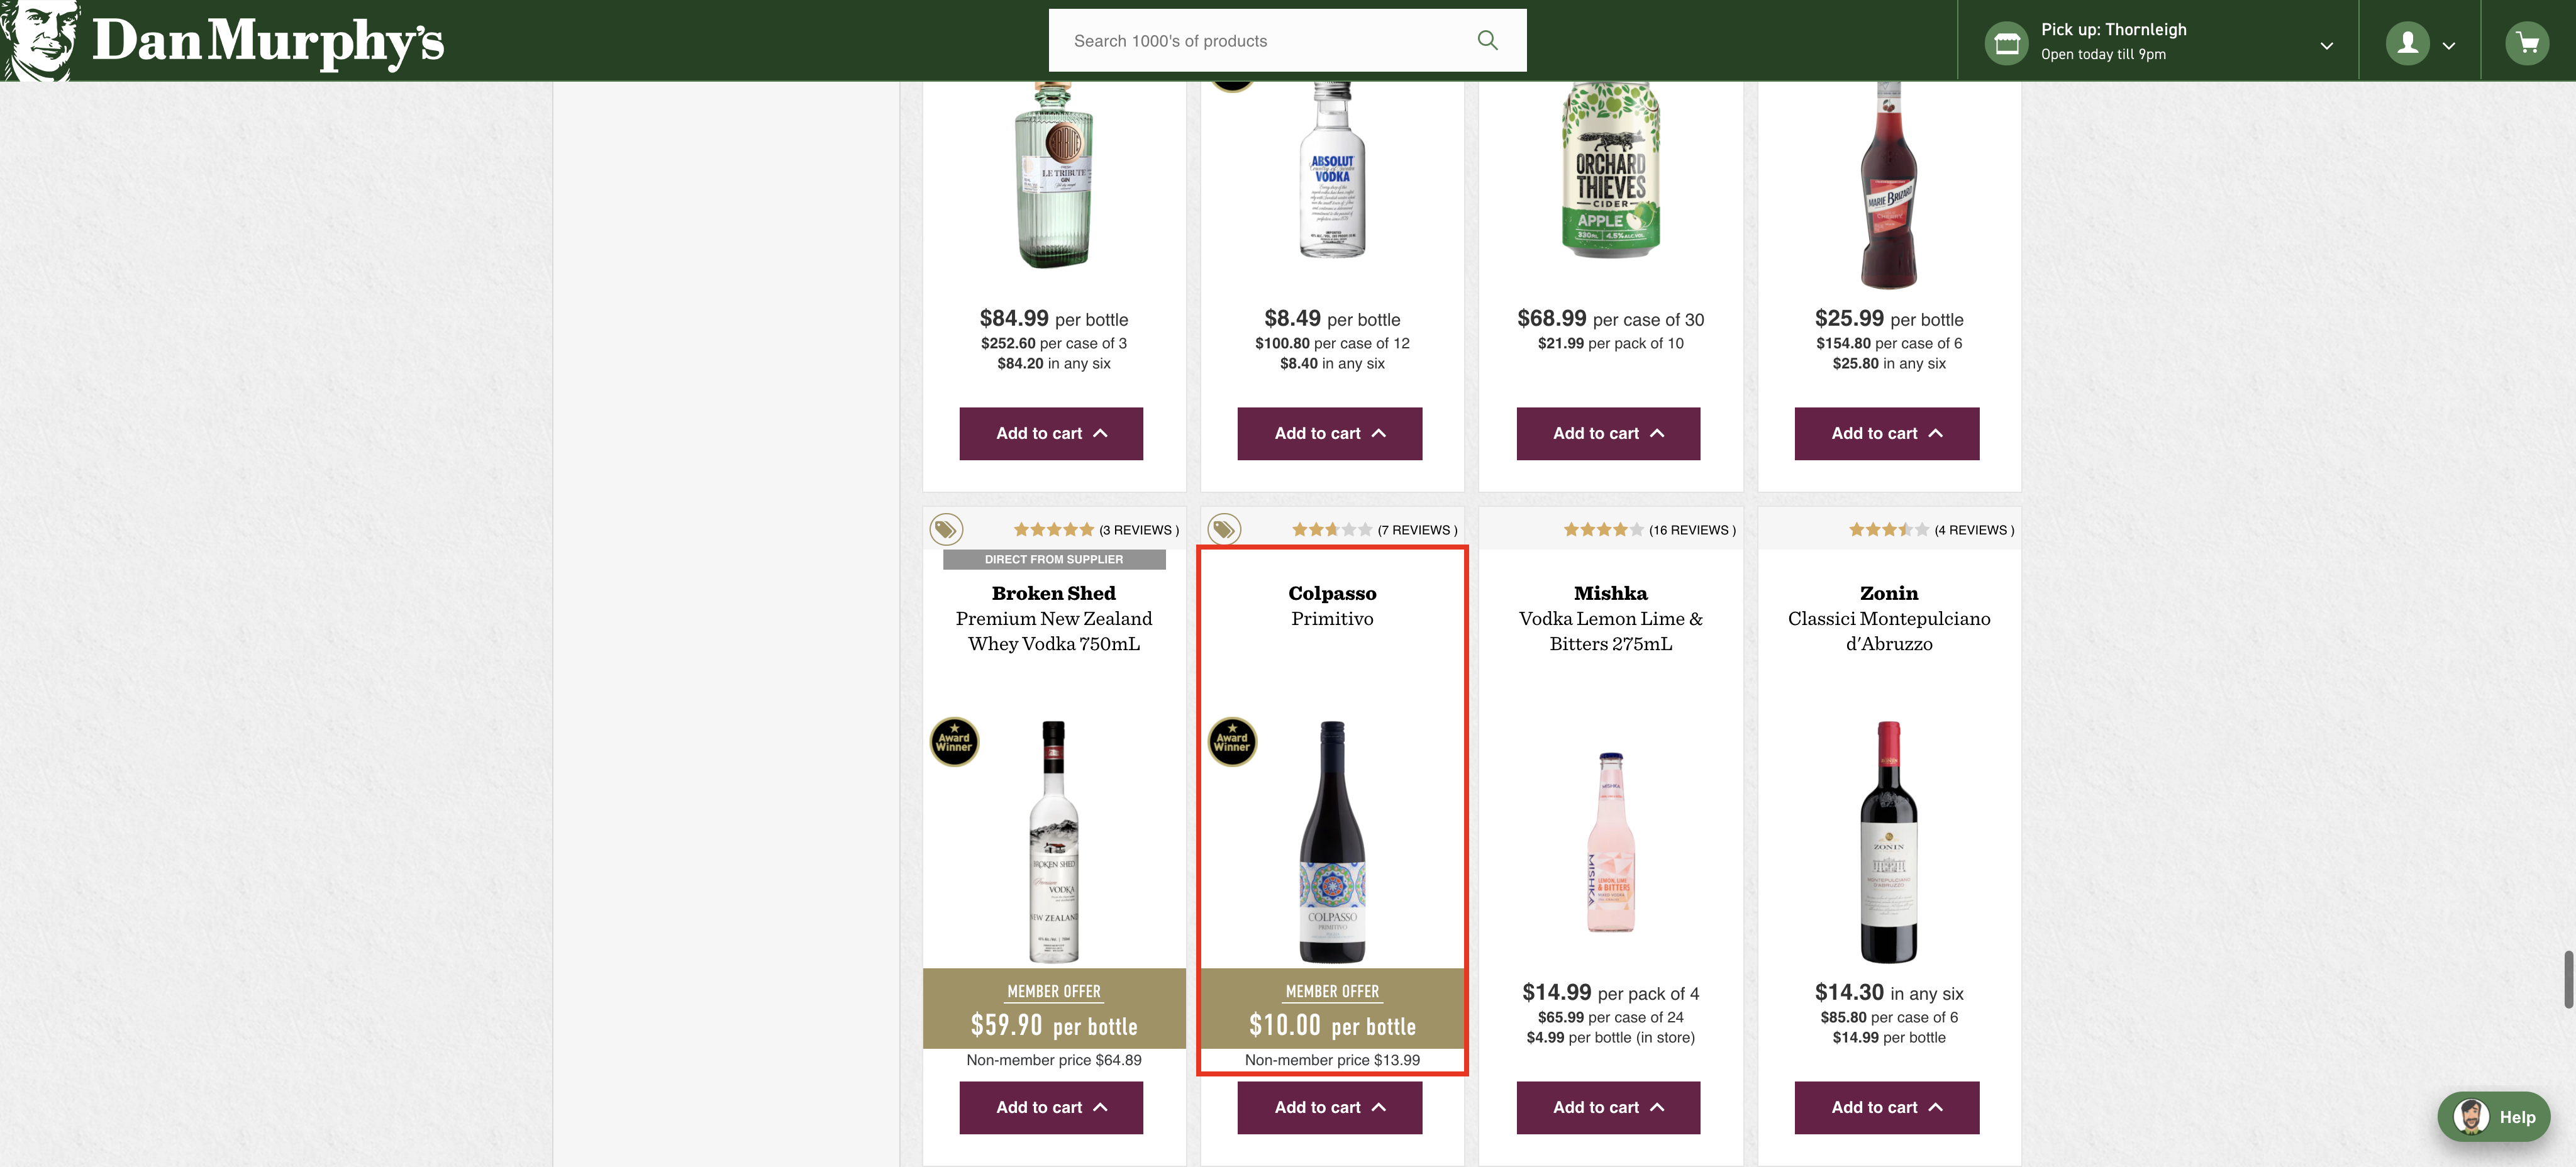 Dan Murphy's
Search 1000's of products
Pick up: Thornleigh
Open today till 9pm
LE TRIBUTE
GIN
ABSOLUT
VODKA
ORCHARD
THIEVES
CIDER
APPLE
330mL 4.5% ALC/VOL
MARIE BRIZARD
$84.99 per bottle
$252.60 per case of 3
$84.20 in any six
Add to cart
$8.49 per bottle
$100.80 per case of 12
$8.40 in any six
Add to cart
$68.99 per case of 30
$21.99 per pack of 10
Add to cart
$25.99 per bottle
$154.80 per case of 6
$25.80 in any six
Add to cart
(3 REVIEWS )
DIRECT FROM SUPPLIER
Broken Shed
Premium New Zealand
Whey Vodka 750mL
Award
Winner
BROKEN SHED
Premium
VODKA
NEW ZEALAND
MEMBER OFFER
$59.90 per bottle
Non-member price $64.89
Add to cart
(7 REVIEWS )
Colpasso
Primitivo
Award
Winner
COLPASSO
PRIMITIVO
MEMBER OFFER
$10.00 per bottle
Non-member price $13.99
Add to cart
(16 REVIEWS )
Mishka
Vodka Lemon Lime &
Bitters 275mL
MISHKA
MISHKA
LEMON, LIME
& BITTERS
$14.99 per pack of 4
$65.99 per case of 24
$4.99 per bottle (in store)
Add to cart
(4 REVIEWS )
Zonin
Classici Montepulciano
d'Abruzzo
ZONIN
MONTEPULCIANO
D'ABRUZZO
$14.30 in any six
$85.80 per case of 6
$14.99 per bottle
Add to cart
Help